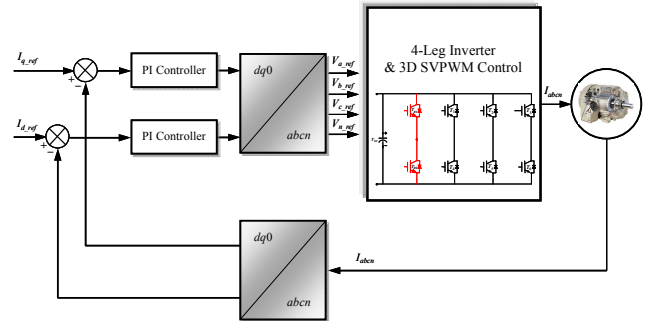 I_q_ref
+
−
PI Controller
dq0
abcn
V_a_ref
V_b_ref
V_c_ref
V_n_ref
4-Leg Inverter
& 3D SVPWM Control
I_abcn
I_d_ref
+
−
PI Controller
dq0
abcn
I_abcn